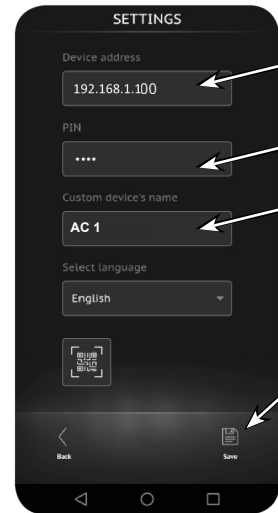 SETTINGS
Device address
192.168.1.100
PIN
••••
Custom device's name
AC 1
Select language
English
Back Save